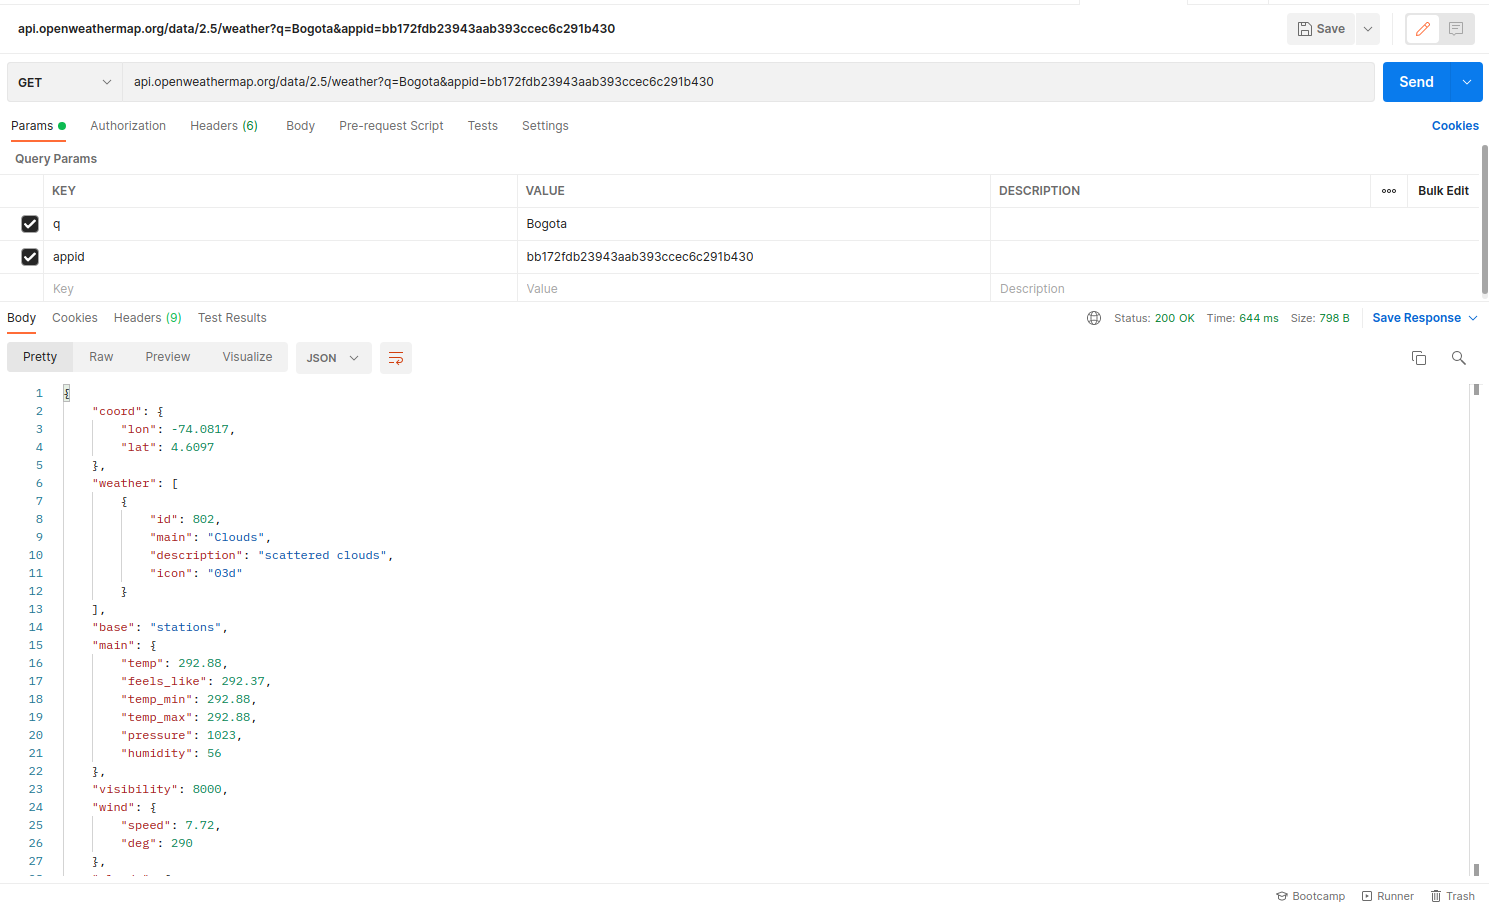 api.openweathermap.org/data/2.5/weather?q=Bogota&appid=bb172fdb23943aab393ccec6c291b430
Save
GET api.openweathermap.org/data/2.5/weather?q=Bogota&appid=bb172fdb23943aab393ccec6c291b430 Send
Params Authorization Headers (6) Body Pre-request Script Tests Settings Cookies
Query Params
KEY VALUE DESCRIPTION Bulk Edit
q Bogota
appid bb172fdb23943aab393ccec6c291b430
Key Value Description
Body Cookies Headers (9) Test Results Status: 200 OK Time: 644 ms Size: 798 B Save Response
Pretty Raw Preview Visualize JSON
1 {
2 "coord": {
3 "lon": -74.0817,
4 "lat": 4.6097
5 },
6 "weather": [
7 {
8 "id": 802,
9 "main": "Clouds",
10 "description": "scattered clouds",
11 "icon": "03d"
12 }
13 ],
14 "base": "stations",
15 "main": {
16 "temp": 292.88,
17 "feels_like": 292.37,
18 "temp_min": 292.88,
19 "temp_max": 292.88,
20 "pressure": 1023,
21 "humidity": 56
22 },
23 "visibility": 8000,
24 "wind": {
25 "speed": 7.72,
26 "deg": 290
27 },
Bootcamp Runner Trash